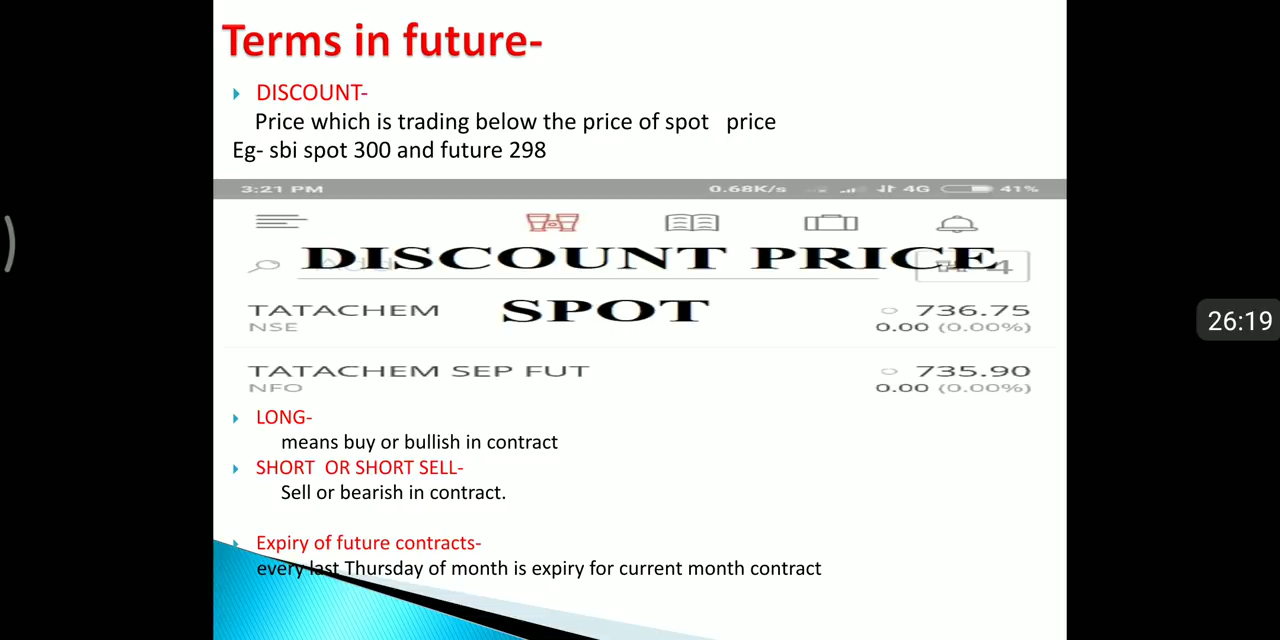 Terms in future-
DISCOUNT-
Price which is trading below the price of spot price
Eg- sbi spot 300 and future 298
3:21 PM 0.68K/s 4G 41%
DISCOUNT PRICE 4
TATACHEM SPOT 736.75
NSE 0.00 (0.00%)
26:19
TATACHEM SEP FUT 735.90
NFO 0.00 (0.00%)
LONG-
means buy or bullish in contract
SHORT OR SHORT SELL-
Sell or bearish in contract.
Expiry of future contracts-
every last Thursday of month is expiry for current month contract